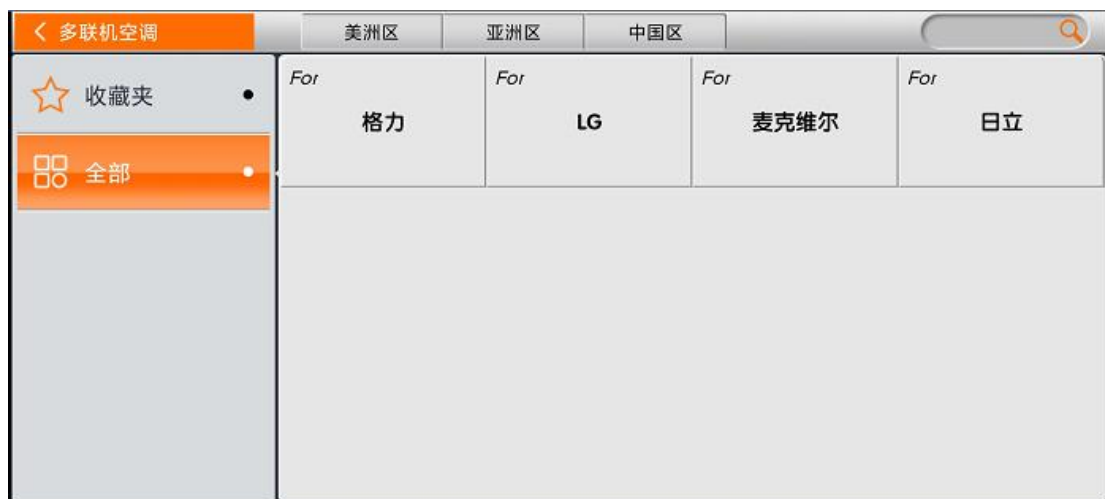 多联机空调
美洲区 亚洲区 中国区
收藏夹
全部
For For For For
格力 LG 麦克维尔 日立